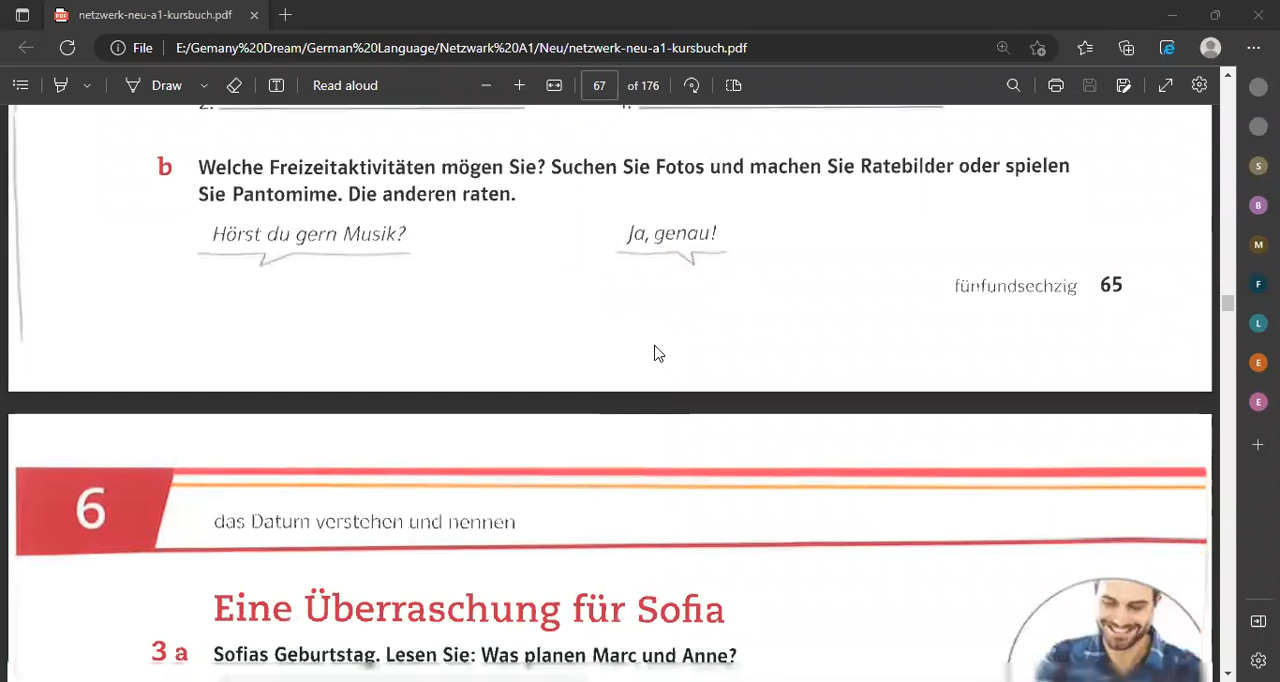 netzwerk-neu-a1-kursbuch.pdf
File E:/Gemany%20Dream/German%20Language/Netzwark%20A1/Neu/netzwerk-neu-a1-kursbuch.pdf
Draw Read aloud 67 of 176
b Welche Freizeitaktivitäten mögen Sie? Suchen Sie Fotos und machen Sie Ratebilder oder spielen
Sie Pantomime. Die anderen raten.
Hörst du gern Musik? Ja, genau!
fünfundsechzig 65
6
das Datum verstehen und nennen
Eine Überraschung für Sofia
3 a Sofias Geburtstag. Lesen Sie: Was planen Marc und Anne?
S
B
M
F
L
E
E